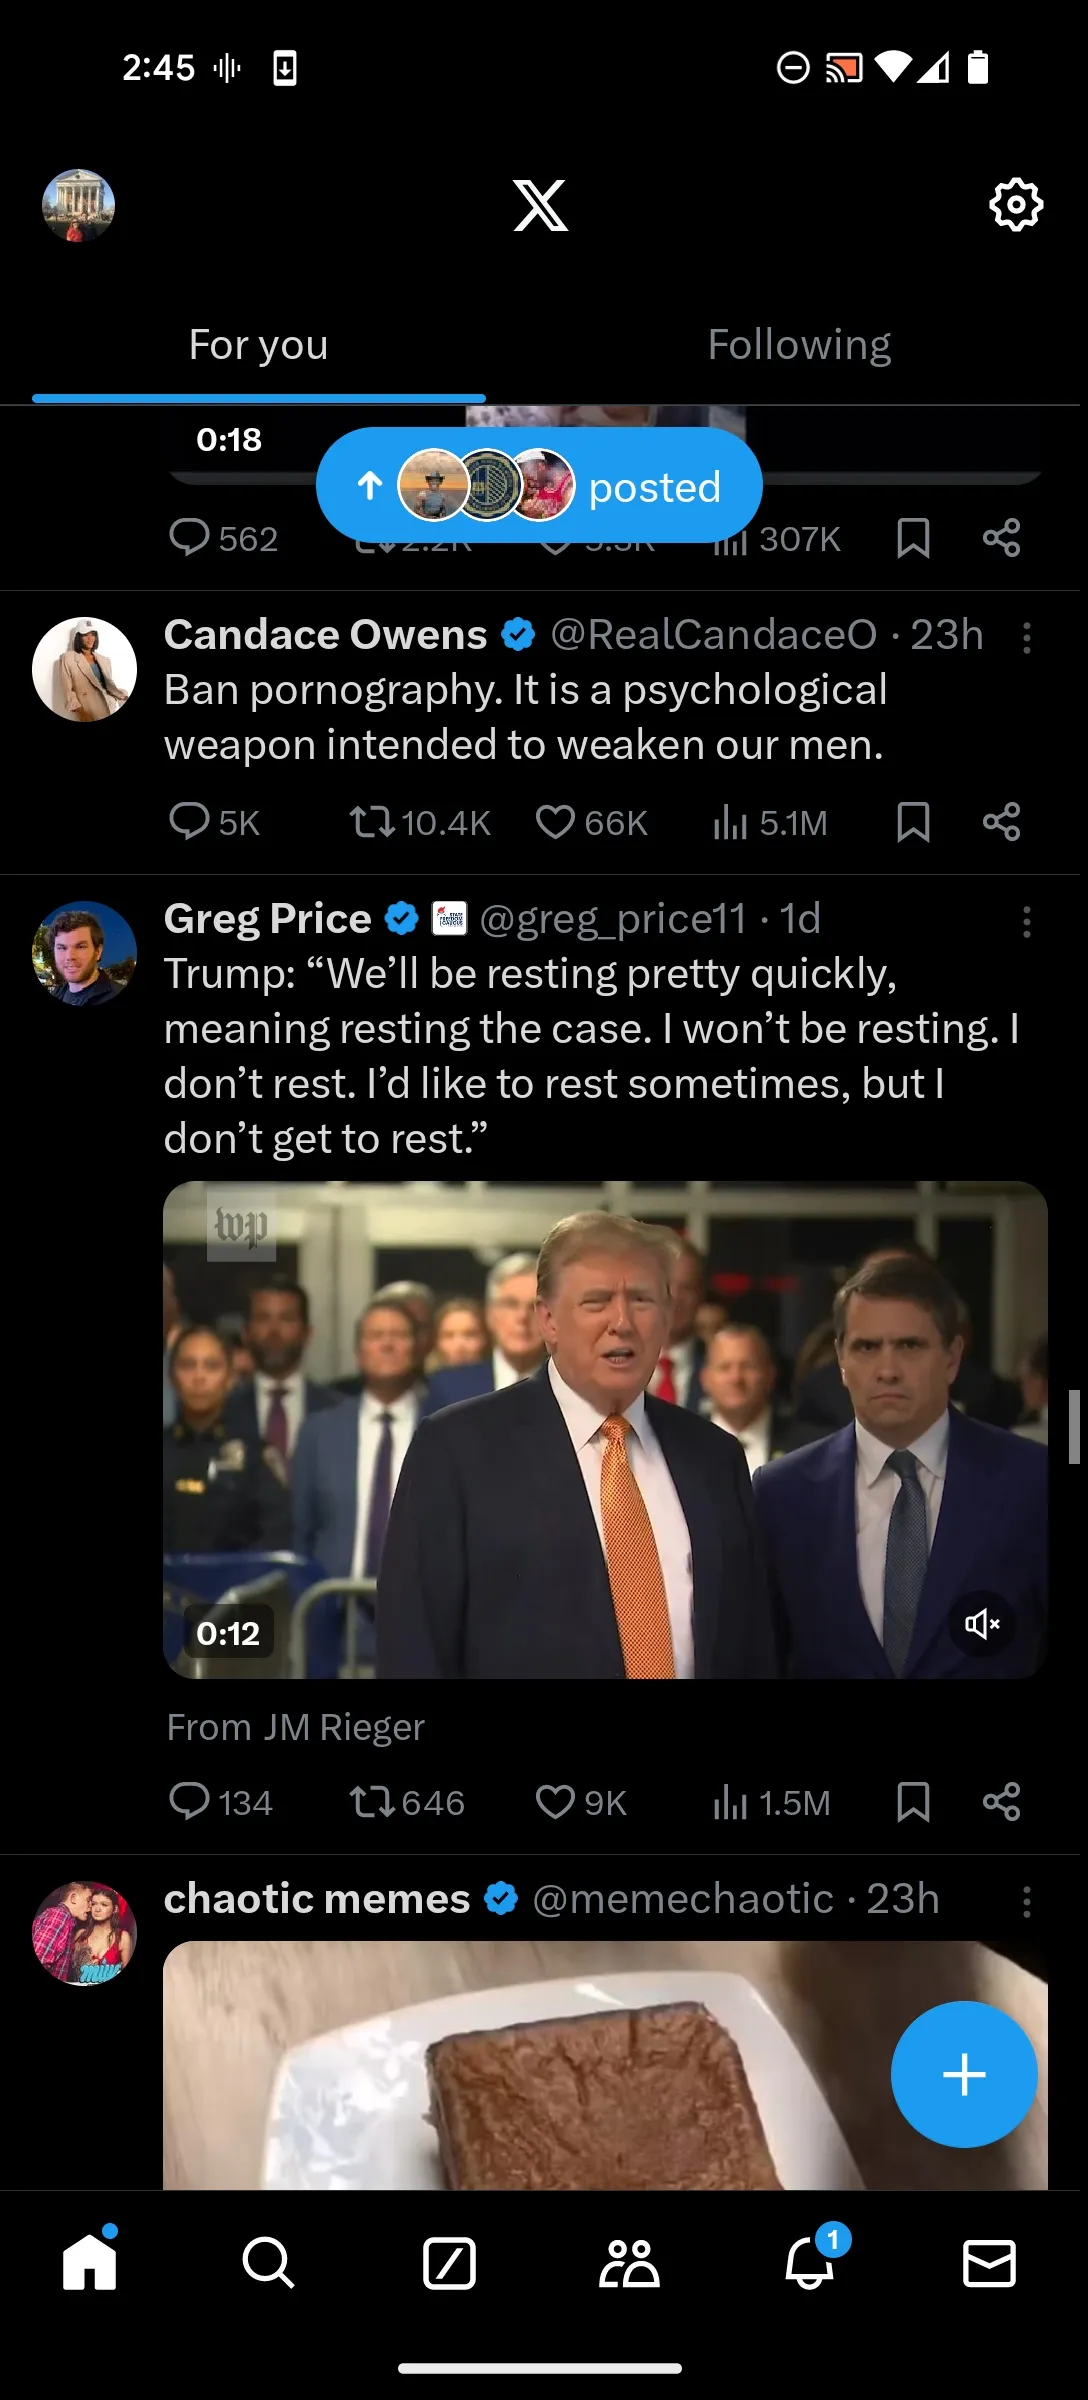 2:45
For you
Following
0:18
posted
562
2.2K
307K
Candace Owens @RealCandaceO · 23h
Ban pornography. It is a psychological
weapon intended to weaken our men.
5K 10.4K 66K 5.1M
Greg Price @greg_price11 · 1d
Trump: “We’ll be resting pretty quickly,
meaning resting the case. I won’t be resting. I
don’t rest. I’d like to rest sometimes, but I
don’t get to rest.”
wp
0:12
From JM Rieger
134 646 9K 1.5M
chaotic memes @memechaotic · 23h
1